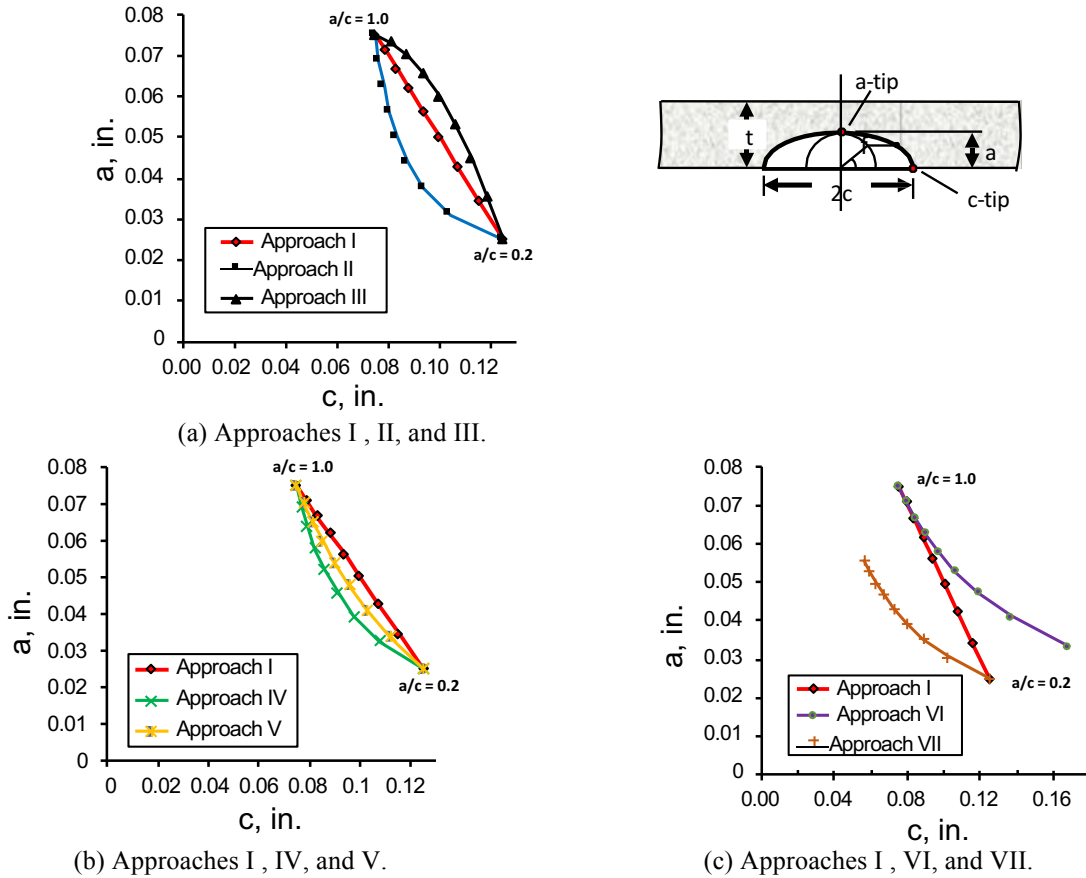 a/c = 1.0
0.08
0.07
0.06
0.05
0.04
0.03
0.02
0.01
0
a, in.
Approach I
Approach II
Approach III
a/c = 0.2
0.00 0.02 0.04 0.06 0.08 0.10 0.12
c, in.
(a) Approaches I , II, and III.
a-tip
t
a
2c
c-tip
a/c = 1.0
0.08
0.07
0.06
0.05
0.04
0.03
0.02
0.01
0
a, in.
Approach I
Approach IV
Approach V
a/c = 0.2
0 0.02 0.04 0.06 0.08 0.1 0.12
c, in.
(b) Approaches I , IV, and V.
0.08
0.07
0.06
0.05
0.04
0.03
0.02
0.01
0
a, in.
a/c = 1.0
a/c = 0.2
Approach I
Approach VI
Approach VII
0.00 0.04 0.08 0.12 0.16
c, in.
(c) Approaches I , VI, and VII.